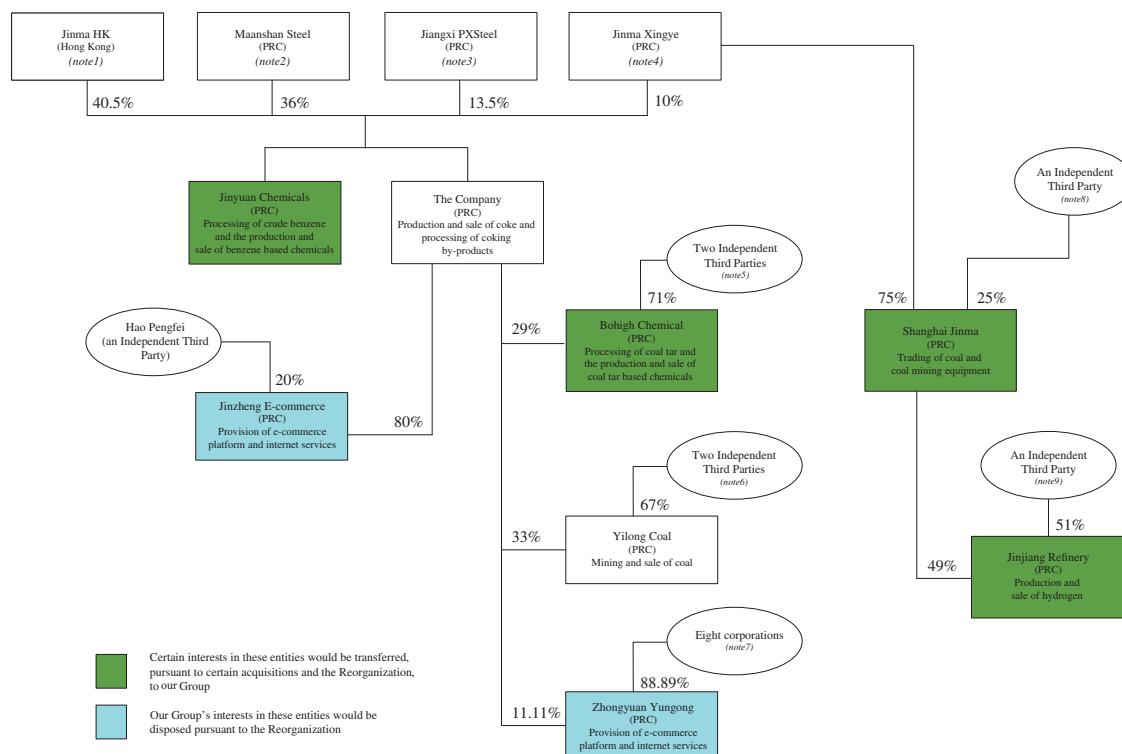 Jinma HK
(Hong Kong)
(note1)
Maanshan Steel
(PRC)
(note2)
Jiangxi PXSteel
(PRC)
(note3)
Jinma Xingye
(PRC)
(note4)
40.5%
36%
13.5%
10%
Jinyuan Chemicals
(PRC)
Processing of crude benzene
and the production and
sale of benzene based chemicals
The Company
(PRC)
Production and sale of coke and
processing of coking
by-products
An Independent
Third Party
(note8)
Two Independent
Third Parties
(note5)
71%
75%
25%
29%
Bohigh Chemical
(PRC)
Processing of coal tar and
the production and sale of
coal tar based chemicals
Shanghai Jinma
(PRC)
Trading of coal and
coal mining equipment
Hao Pengfei
(an Independent Third
Party)
20%
Jinzheng E-commerce
(PRC)
Provision of e-commerce
platform and internet services
80%
Two Independent
Third Parties
(note6)
67%
An Independent
Third Party
(note9)
51%
33%
Yilong Coal
(PRC)
Mining and sale of coal
49%
Jinjiang Refinery
(PRC)
Production and
sale of hydrogen
Eight corporations
(note7)
88.89%
11.11%
Zhongyuan Yungong
(PRC)
Provision of e-commerce
platform and internet services
Certain interests in these entities would be transferred,
pursuant to certain acquisitions and the Reorganization,
to our Group
Our Group's interests in these entities would be
disposed pursuant to the Reorganization